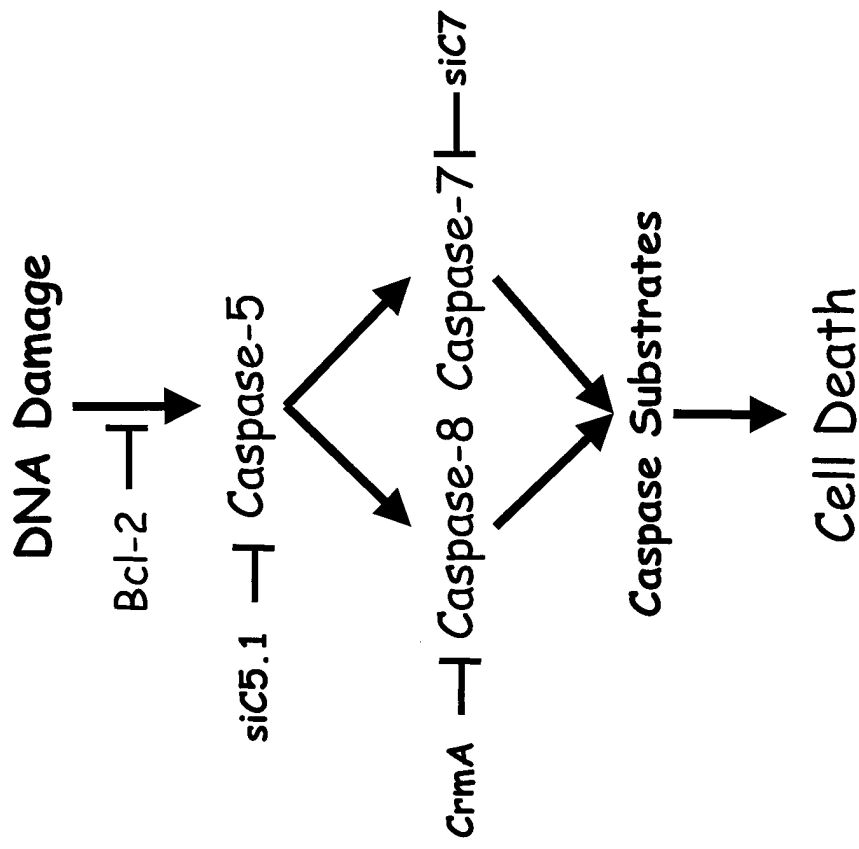 DNA Damage
Bcl-2
siC5.1
Caspase-5
CrmA
Caspase-8
Caspase-7
siC7
Caspase Substrates
Cell Death